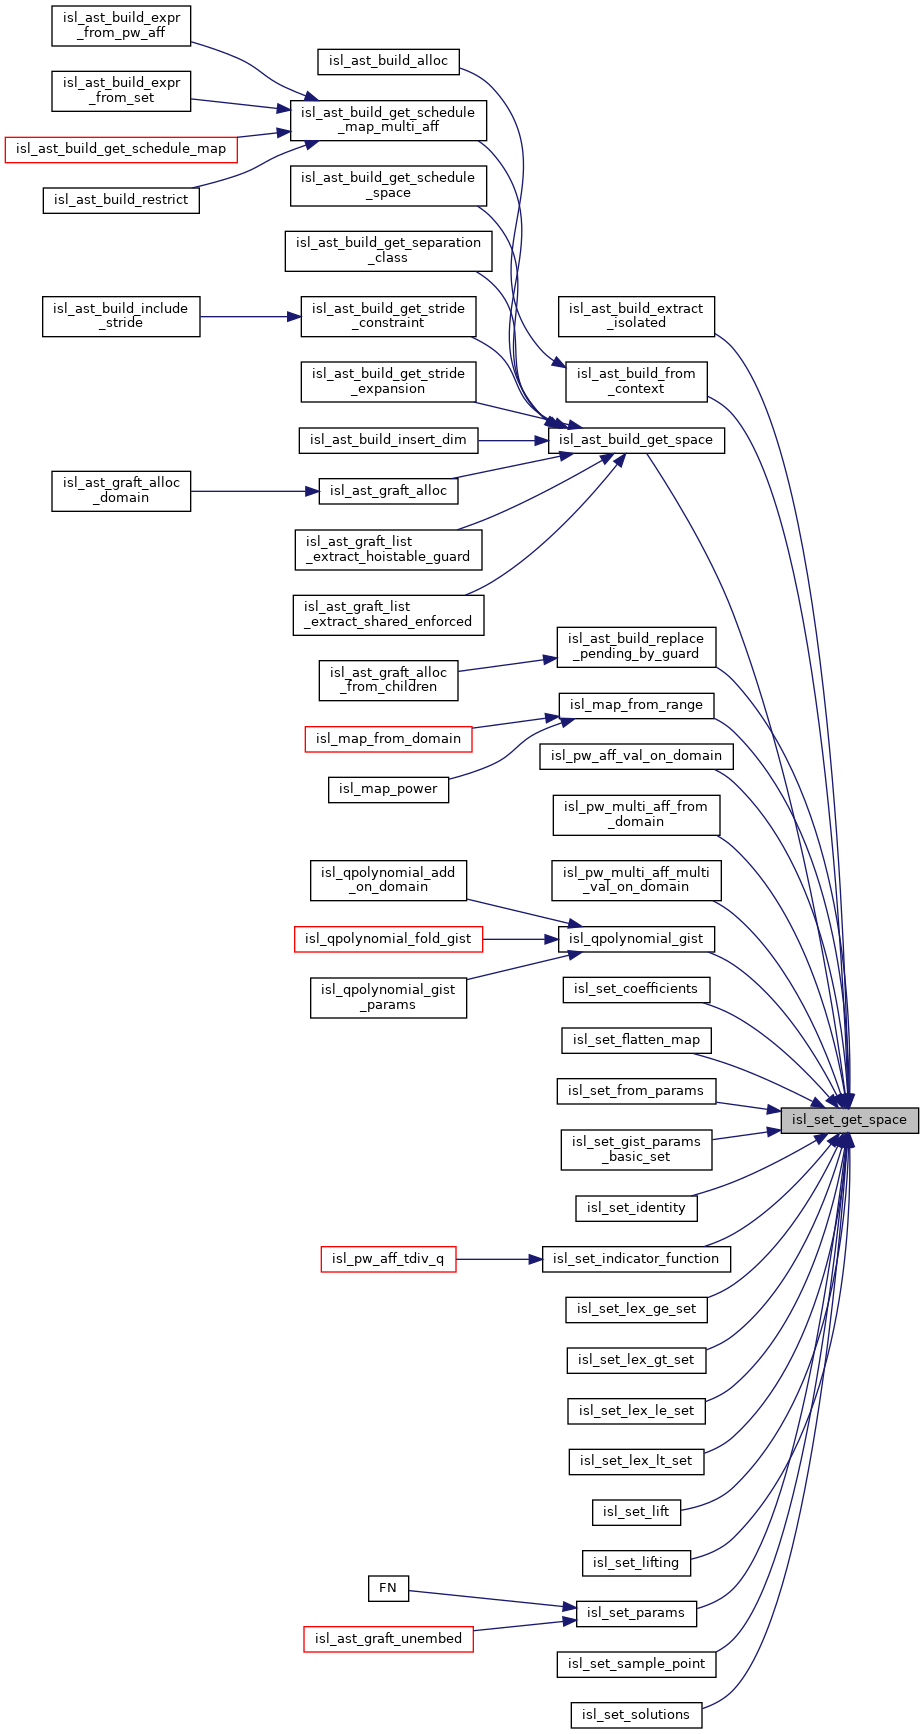 isl_ast_build_expr
_from_pw_aff
isl_ast_build_alloc
isl_ast_build_expr
_from_set
isl_ast_build_get_schedule
_map_multi_aff
isl_ast_build_get_schedule_map
isl_ast_build_get_schedule
_space
isl_ast_build_restrict
isl_ast_build_get_separation
_class
isl_ast_build_include
_stride
isl_ast_build_get_stride
_constraint
isl_ast_build_extract
_isolated
isl_ast_build_get_stride
_expansion
isl_ast_build_from
_context
isl_ast_build_insert_dim
isl_ast_build_get_space
isl_ast_graft_alloc
_domain
isl_ast_graft_alloc
isl_ast_graft_list
_extract_hoistable_guard
isl_ast_graft_list
_extract_shared_enforced
isl_ast_build_replace
_pending_by_guard
isl_ast_graft_alloc
_from_children
isl_map_from_range
isl_map_from_domain
isl_pw_aff_val_on_domain
isl_map_power
isl_pw_multi_aff_from
_domain
isl_qpolynomial_add
_on_domain
isl_pw_multi_aff_multi
_val_on_domain
isl_qpolynomial_fold_gist
isl_qpolynomial_gist
isl_qpolynomial_gist
_params
isl_set_coefficients
isl_set_flatten_map
isl_set_from_params
isl_set_get_space
isl_set_gist_params
_basic_set
isl_set_identity
isl_pw_aff_tdiv_q
isl_set_indicator_function
isl_set_lex_ge_set
isl_set_lex_gt_set
isl_set_lex_le_set
isl_set_lex_lt_set
isl_set_lift
isl_set_lifting
FN
isl_set_params
isl_ast_graft_unembed
isl_set_sample_point
isl_set_solutions